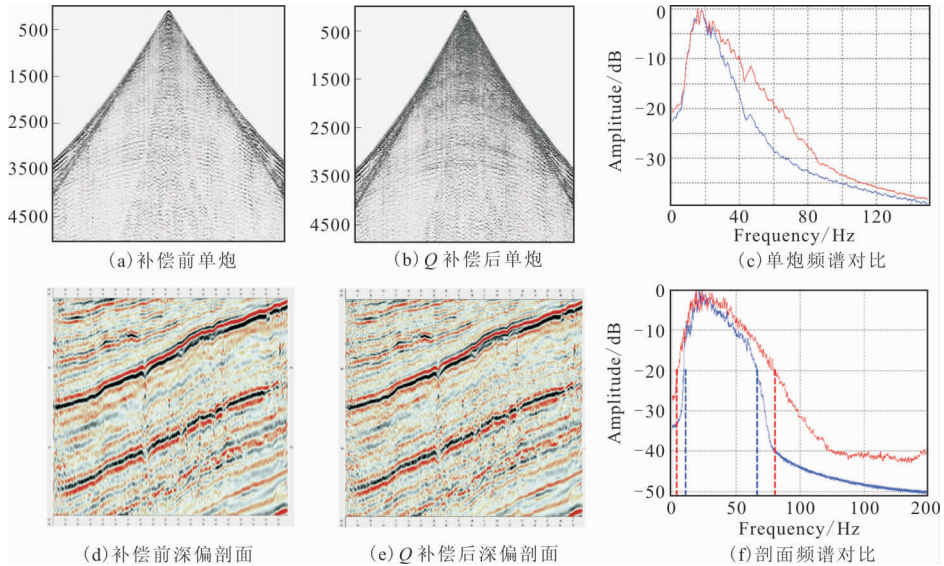 500
1500
2500
3500
4500
(a)补偿前单炮
500
1500
2500
3500
4500
(b)Q补偿后单炮
Amplitude/dB
0
−10
−20
−30
0
40
80
120
Frequency/Hz
(c)单炮频谱对比
(d)补偿前深偏剖面
(e)Q补偿后深偏剖面
Amplitude/dB
0
−10
−20
−30
−40
−50
0
50
100
100
200
Frequency/Hz
(f)剖面频谱对比